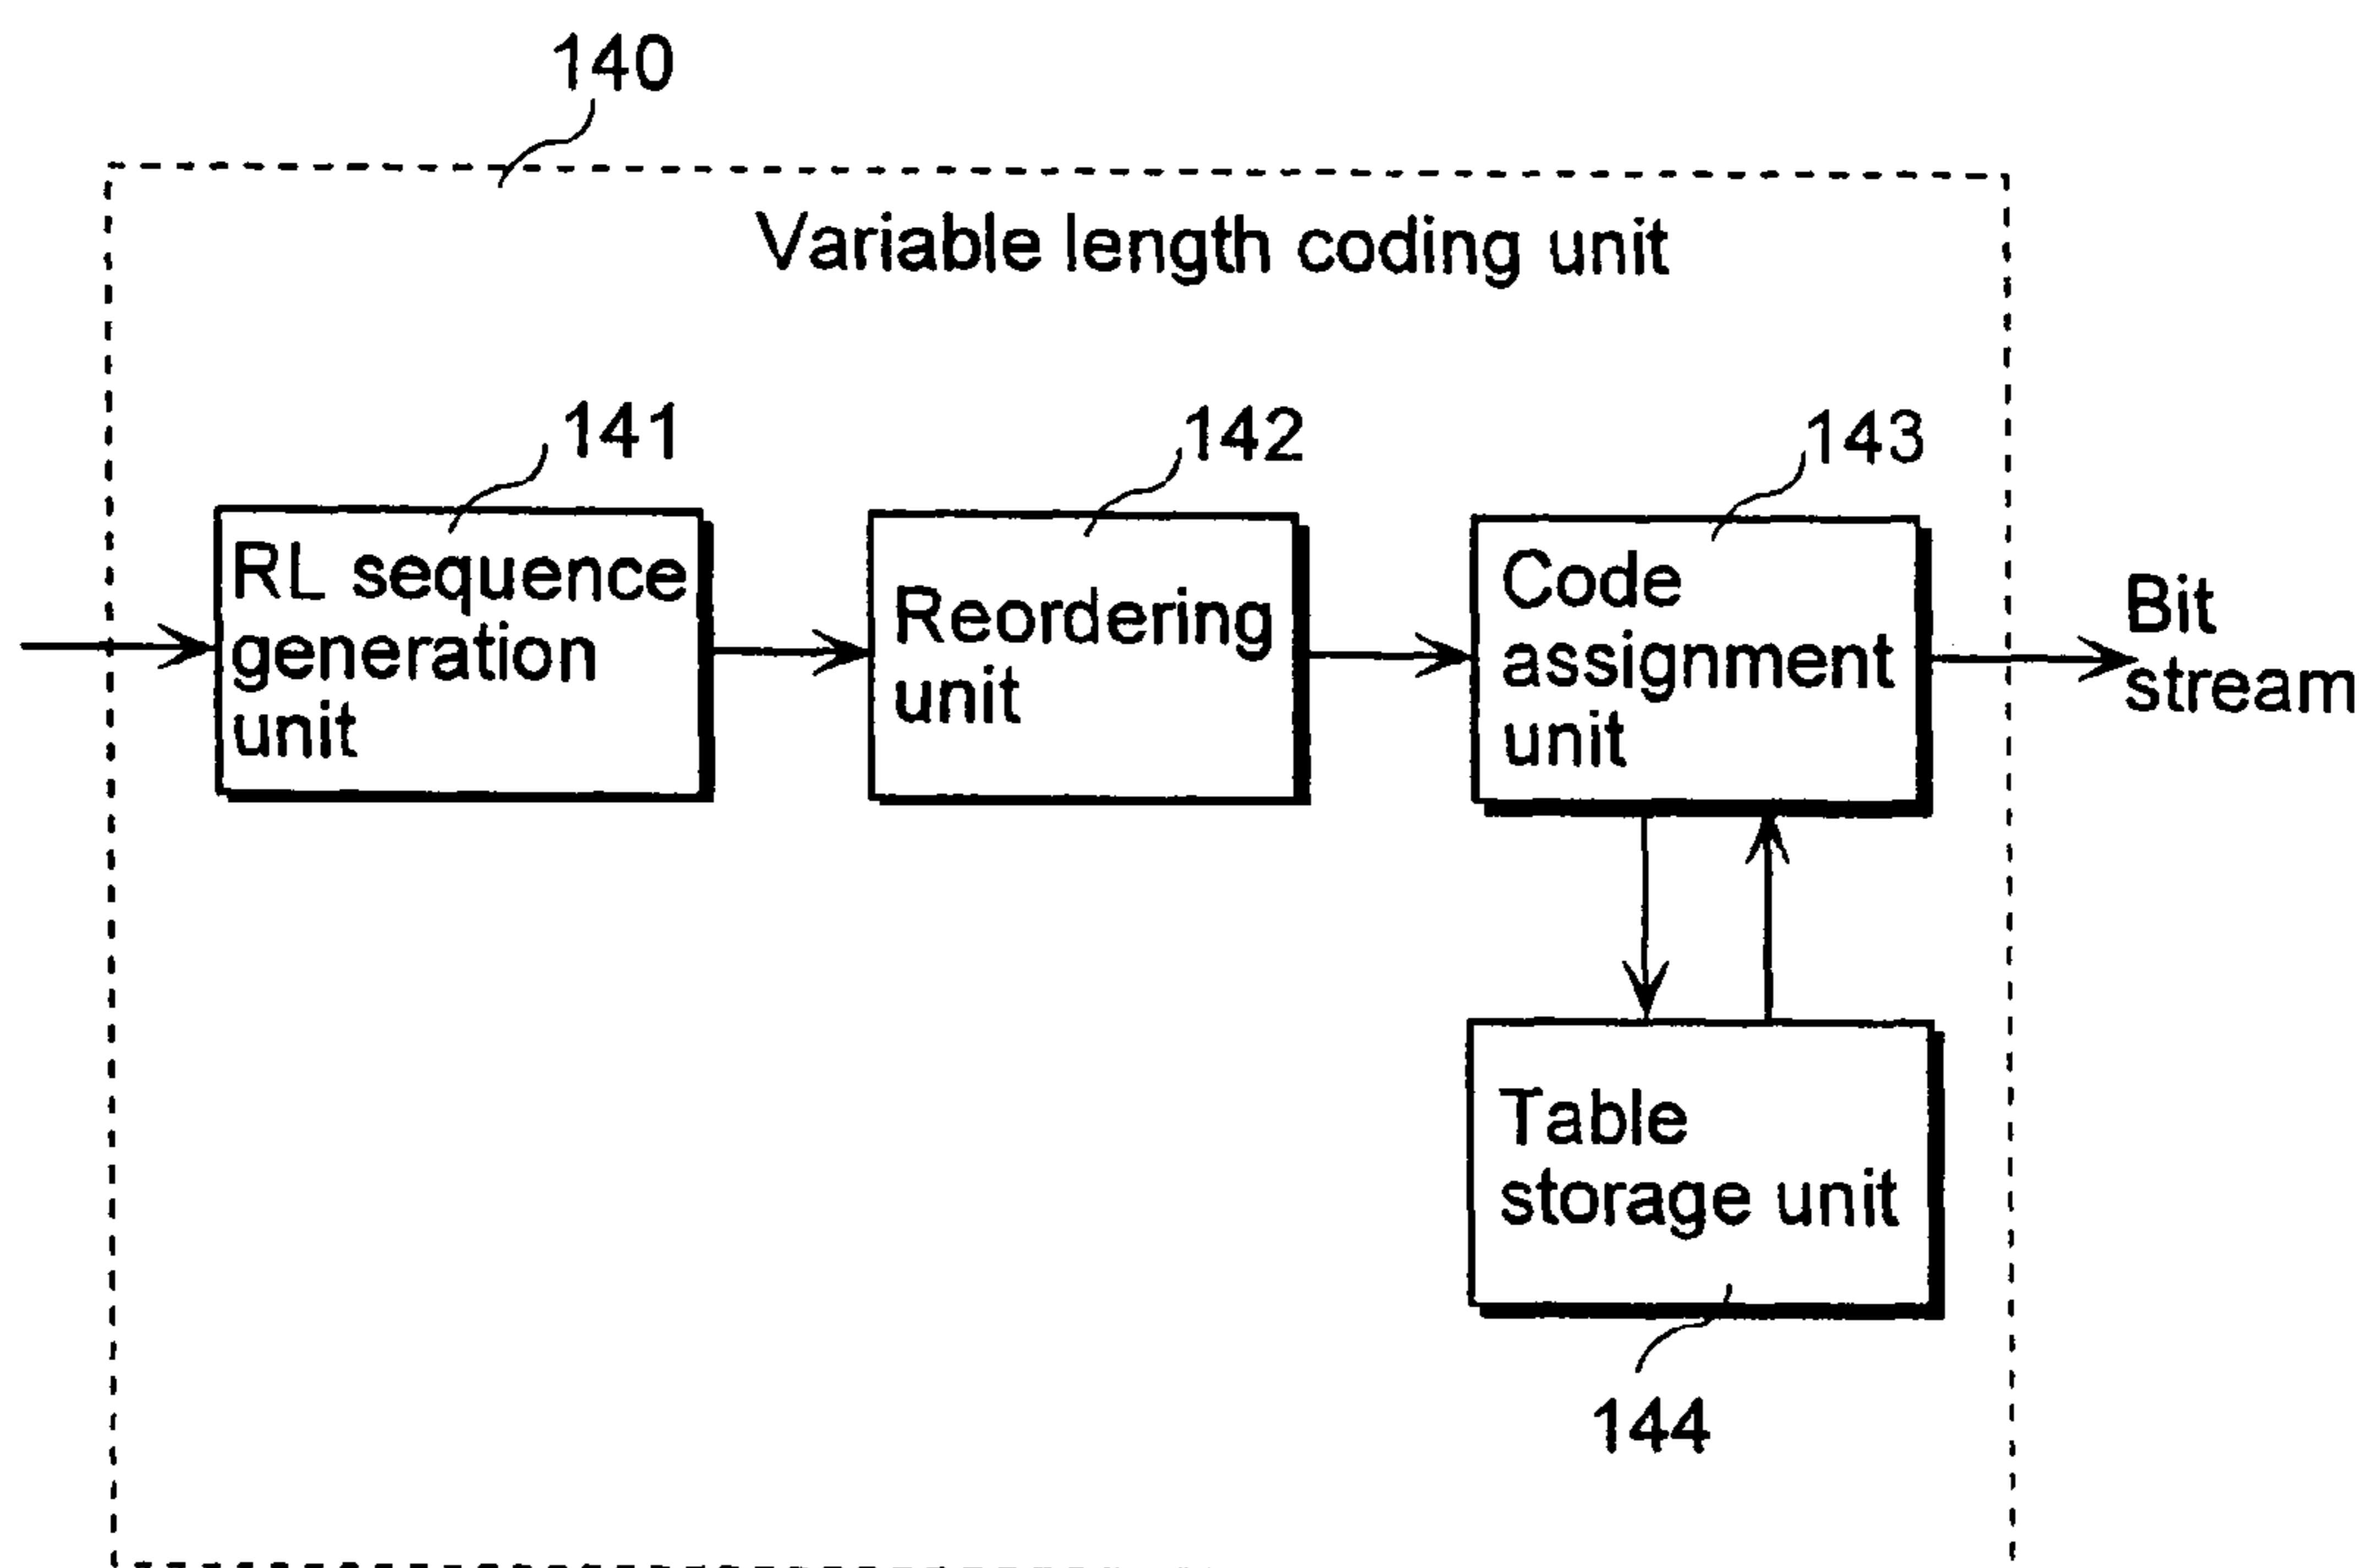 140
Variable length coding unit
141
142
143
RL sequence
generation
unit
Reordering
unit
Code
assignment
unit
Bit
stream
Table
storage unit
144